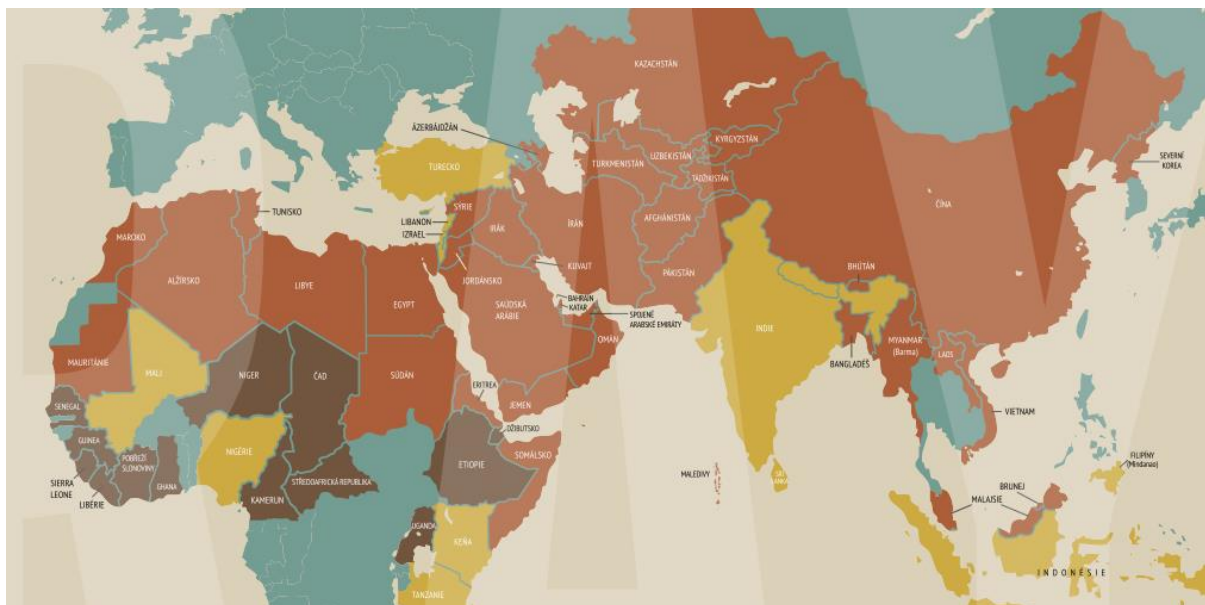 KAZACHSTÁN
ÁZERBÁJDŽÁN
TURECKO
TURKMENISTÁN
UZBEKISTÁN
KYRGYZSTÁN
TÁDŽIKISTÁN
SEVERNÍ
KOREA
ČÍNA
TUNISKO
LIBANON
IZRAEL
SÝRIE
IRÁK
ÍRÁN
AFGHÁNISTÁN
MAROKO
ALŽÍRSKO
LIBYE
EGYPT
JORDÁNSKO
KUVAJT
PÁKISTÁN
BHÚTÁN
SAÚDSKÁ
ARÁBIE
BAHRAJN
KATAR
SPOJENÉ
ARABSKÉ EMIRÁTY
OMÁN
INDIE
BANGLADÉŠ
MYANMAR
(Barma)
LAOS
VIETNAM
MAURITÁNIE
MALI
NIGER
ČAD
SÚDÁN
ERITREA
JEMEN
DŽIBUTSKO
SENEGAL
GUINEA
SIERRA
LEONE
LIBÉRIE
POBŘEŽÍ
SLONOVINY
GHANA
NIGÉRIE
KAMERUN
STŘEDOAFRICKÁ REPUBLIKA
ETIOPIE
SOMÁLSKO
UGANDA
KEŇA
TANZANIE
MALEDIVY
SRÍ
LANKA
FILIPÍNY
(Mindanao)
BRUNEJ
MALAISIE
INDONÉSIE